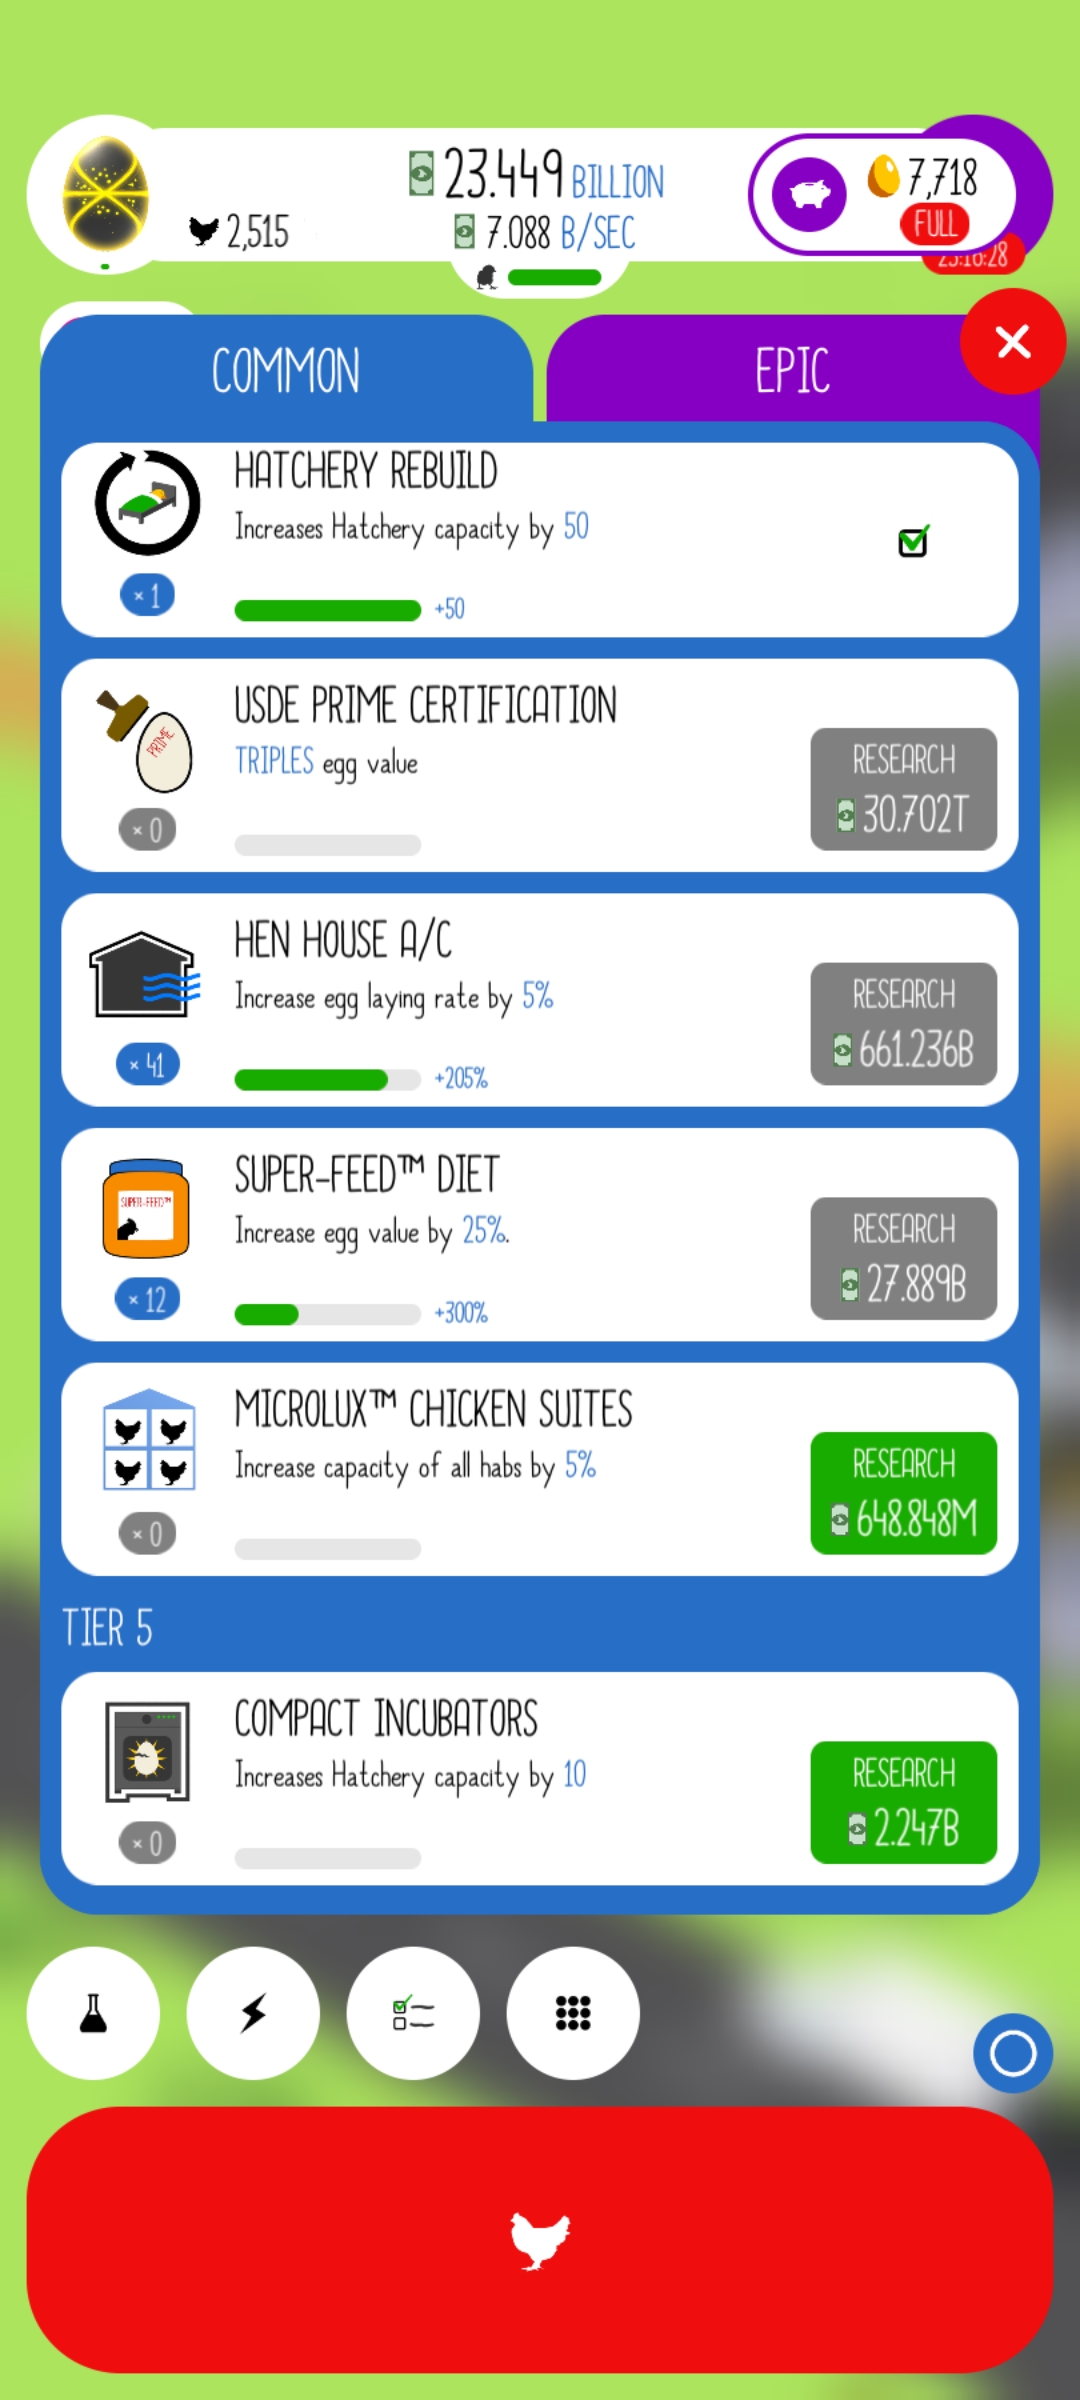 23.449 BILLION
7,718
2,515
7.088 B/SEC
FULL
23:16:28
COMMON
EPIC
HATCHERY REBUILD
Increases Hatchery capacity by 50
× 1
+50
USDE PRIME CERTIFICATION
PRIME
TRIPLES egg value
RESEARCH
30.702T
× 0
HEN HOUSE A/C
Increase egg laying rate by 5%
RESEARCH
661.236B
× 41
+205%
SUPER-FEED™ DIET
SUPER-FEED™
Increase egg value by 25%.
RESEARCH
27.889B
× 12
+300%
MICROLUX™ CHICKEN SUITES
Increase capacity of all habs by 5%
RESEARCH
648.848M
× 0
TIER 5
COMPACT INCUBATORS
Increases Hatchery capacity by 10
RESEARCH
2.247B
× 0